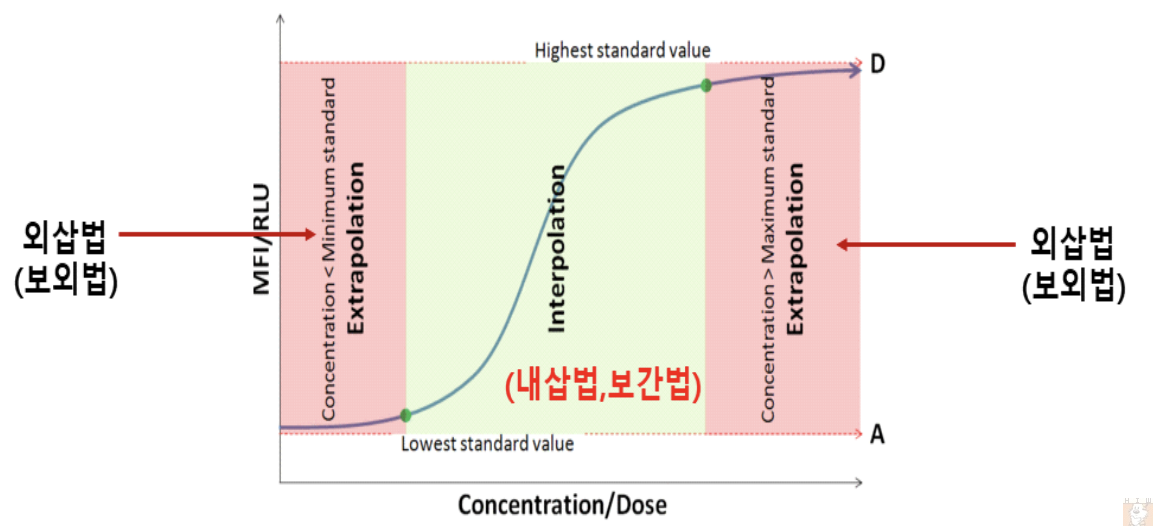 Highest standard value
D
Concentration < Minimum standard
Extrapolation
MFI/RLU
외삽법
(보외법)
Interpolation
(내삽법,보간법)
Concentration > Maximum standard
Extrapolation
외삽법
(보외법)
A
Lowest standard value
Concentration/Dose